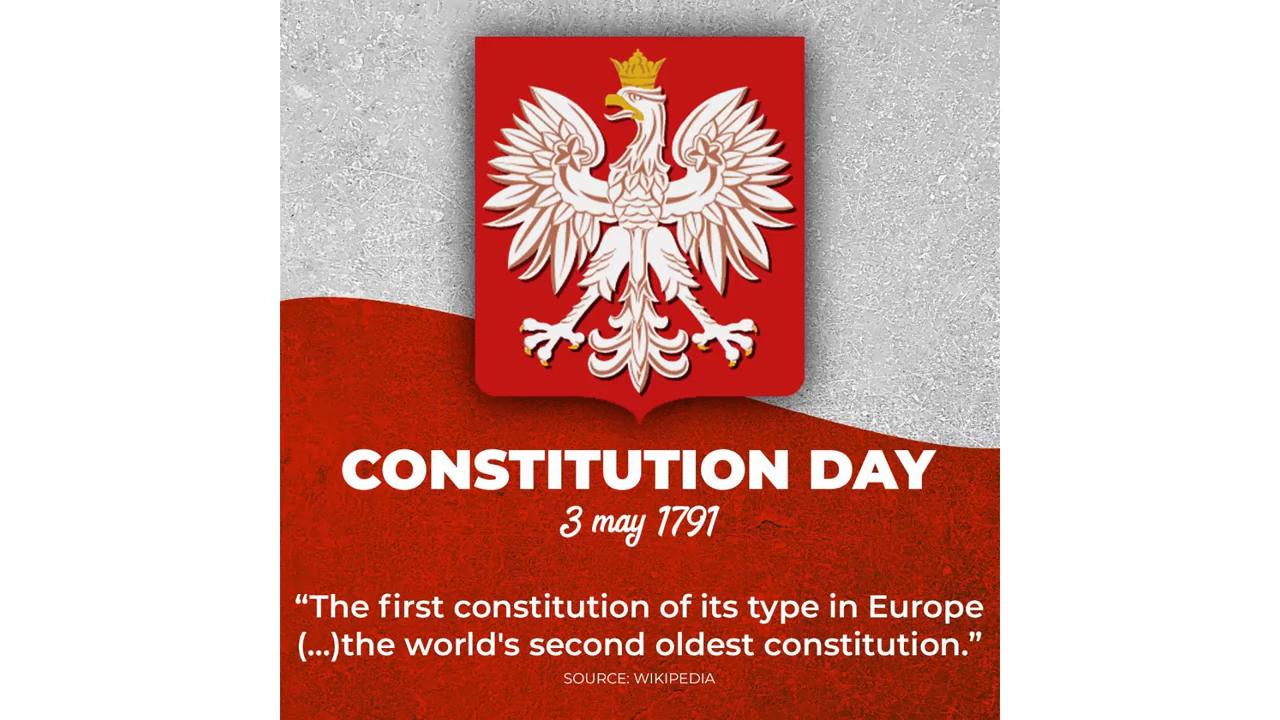 CONSTITUTION DAY
3 may 1791
“The first constitution of its type in Europe
(...)the world's second oldest constitution.”
SOURCE: WIKIPEDIA